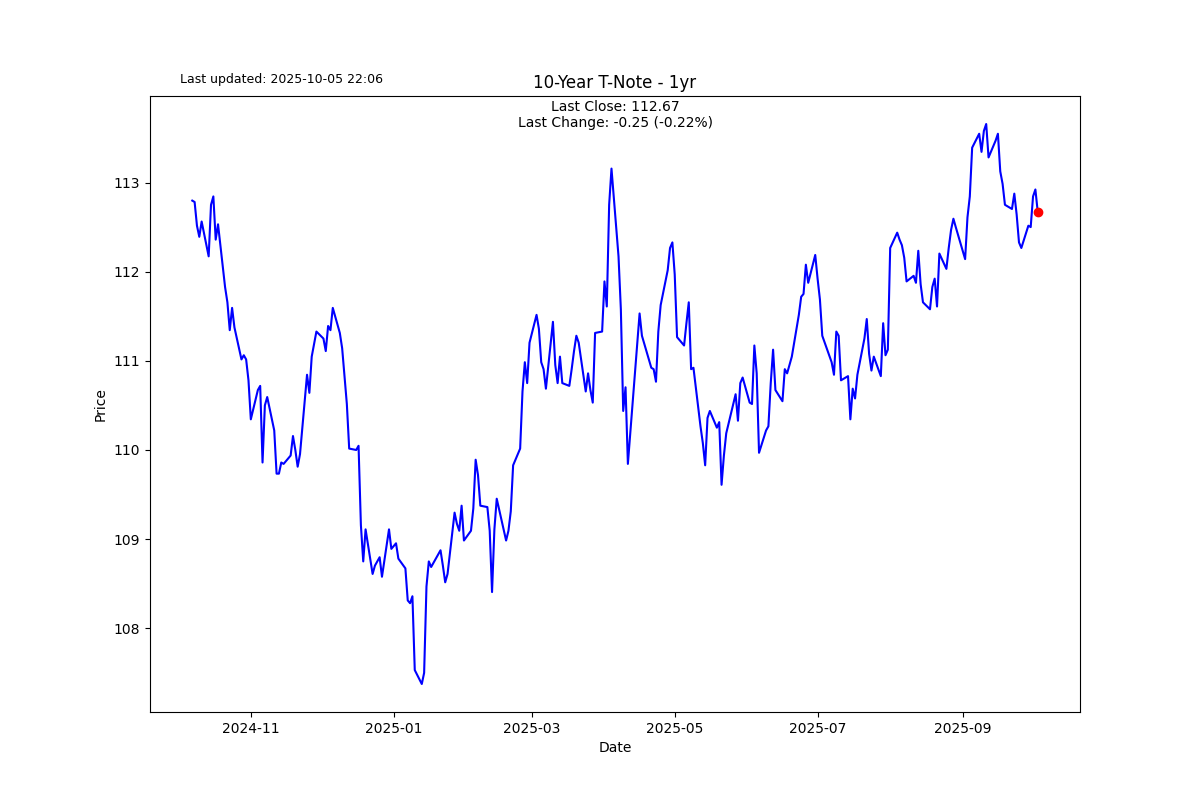 Last updated: 2025-10-05 22:06
10-Year T-Note - 1yr
Last Close: 112.67
Last Change: -0.25 (-0.22%)
Price
113
112
111
110
109
108
2024-11
2025-01
2025-03
2025-05
2025-07
2025-09
Date